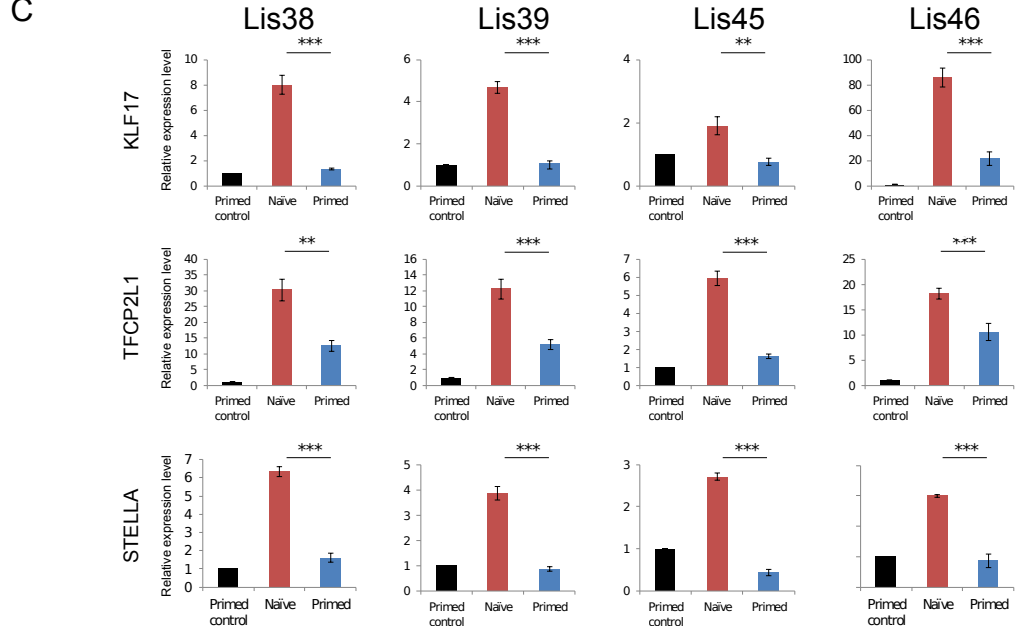 C
Lis38 Lis39 Lis45 Lis46
KLF17
Relative expression level
10 8 6 4 2 0
***
Primed control Naïve Primed
6 4 2 0
***
Primed control Naïve Primed
4 2 0
**
Primed control Naïve Primed
100 80 60 40 20 0
***
Primed control Naïve Primed
TFCP2L1
Relative expression level
40 35 30 25 20 15 10 5 0
**
Primed control Naïve Primed
16 14 12 10 8 6 4 2 0
***
Primed control Naïve Primed
7 6 5 4 3 2 1 0
***
Primed control Naïve Primed
25 20 15 10 5 0
***
Primed control Naïve Primed
STELLA
Relative expression level
7 6 5 4 3 2 1 0
***
Primed control Naïve Primed
5 4 3 2 1 0
***
Primed control Naïve Primed
3 2 1 0
***
Primed control Naïve Primed
***
Primed control Naïve Primed